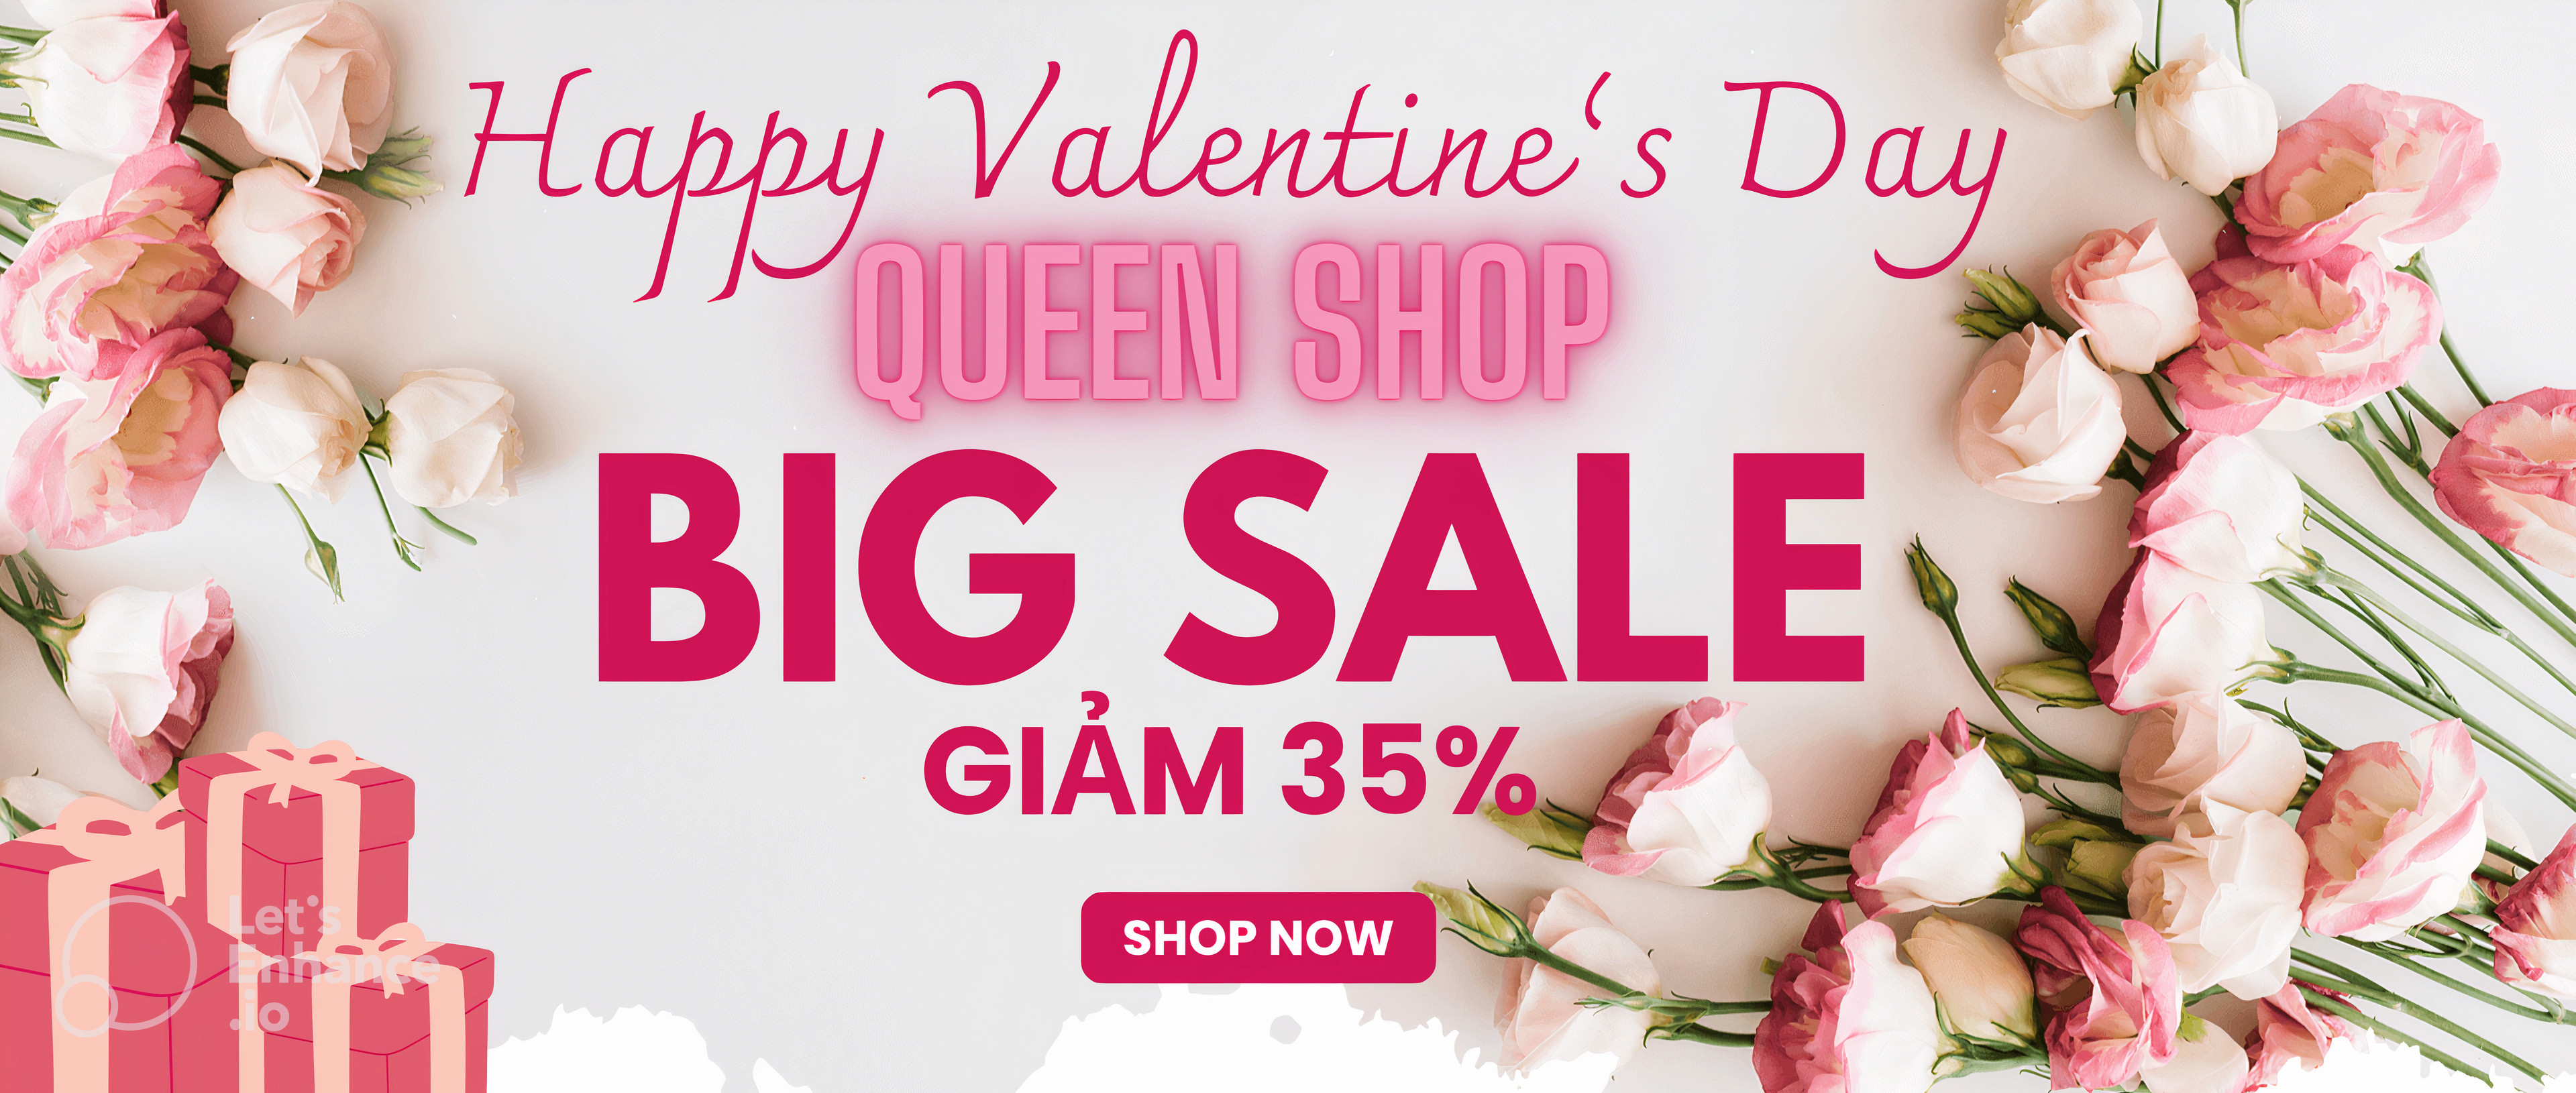 Happy Valentine‘s Day
QUEEN SHOP
BIG SALE
GIẢM 35%
SHOP NOW
Let's
Enhance
.io